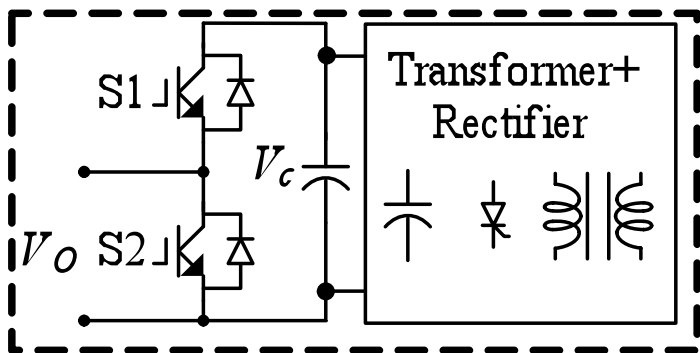 S1
Transformer+
Rectifier
Vc
VO
S2